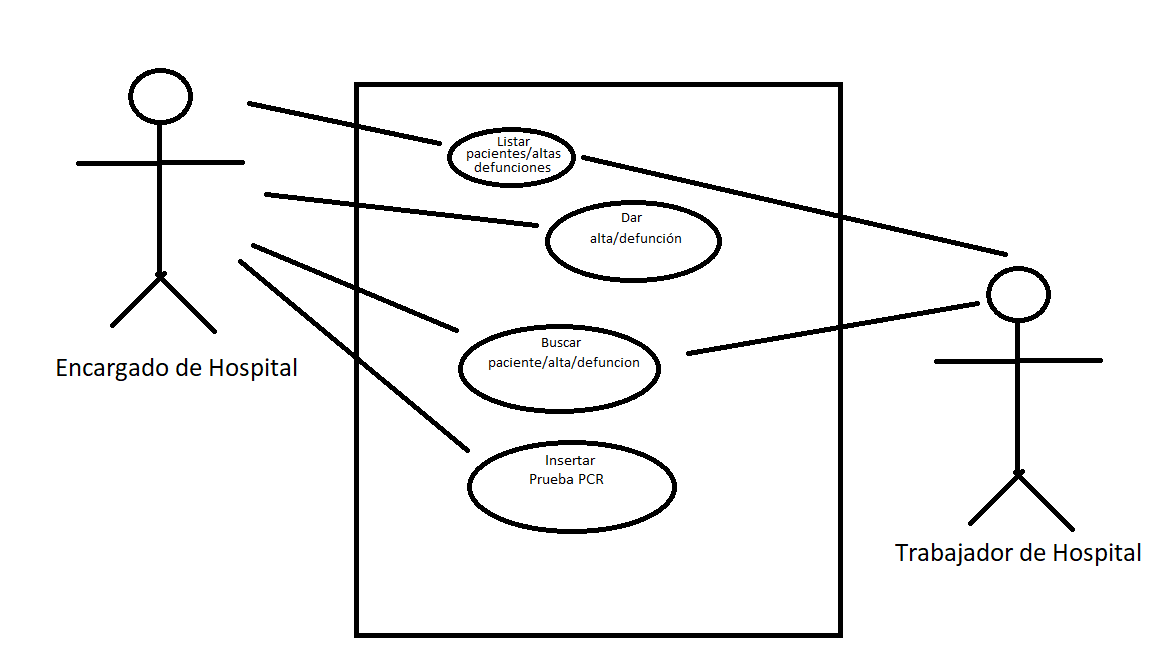 Listar
pacientes/altas
defunciones
Dar
alta/defunción
Buscar
paciente/alta/defuncion
Insertar
Prueba PCR
Encargado de Hospital
Trabajador de Hospital